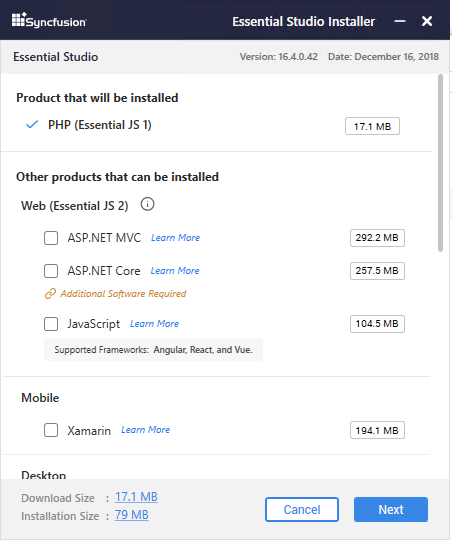 Syncfusion Essential Studio Installer
Essential Studio Version: 16.4.0.42 Date: December 16, 2018
Product that will be installed
PHP (Essential JS 1) 17.1 MB
Other products that can be installed
Web (Essential JS 2)
ASP.NET MVC Learn More 292.2 MB
ASP.NET Core Learn More 257.5 MB
Additional Software Required
JavaScript Learn More 104.5 MB
Supported Frameworks: Angular, React, and Vue.
Mobile
Xamarin Learn More 194.1 MB
Desktop
Download Size : 17.1 MB
Installation Size : 79 MB
Cancel Next